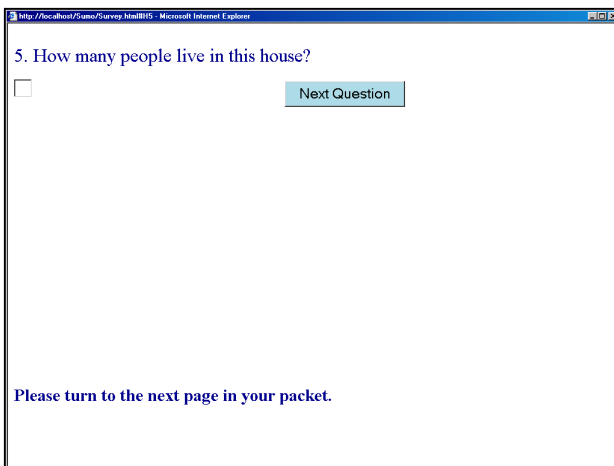 http://localhost/Sumo/Survey.html#H5 - Microsoft Internet Explorer
5. How many people live in this house?
Next Question
Please turn to the next page in your packet.